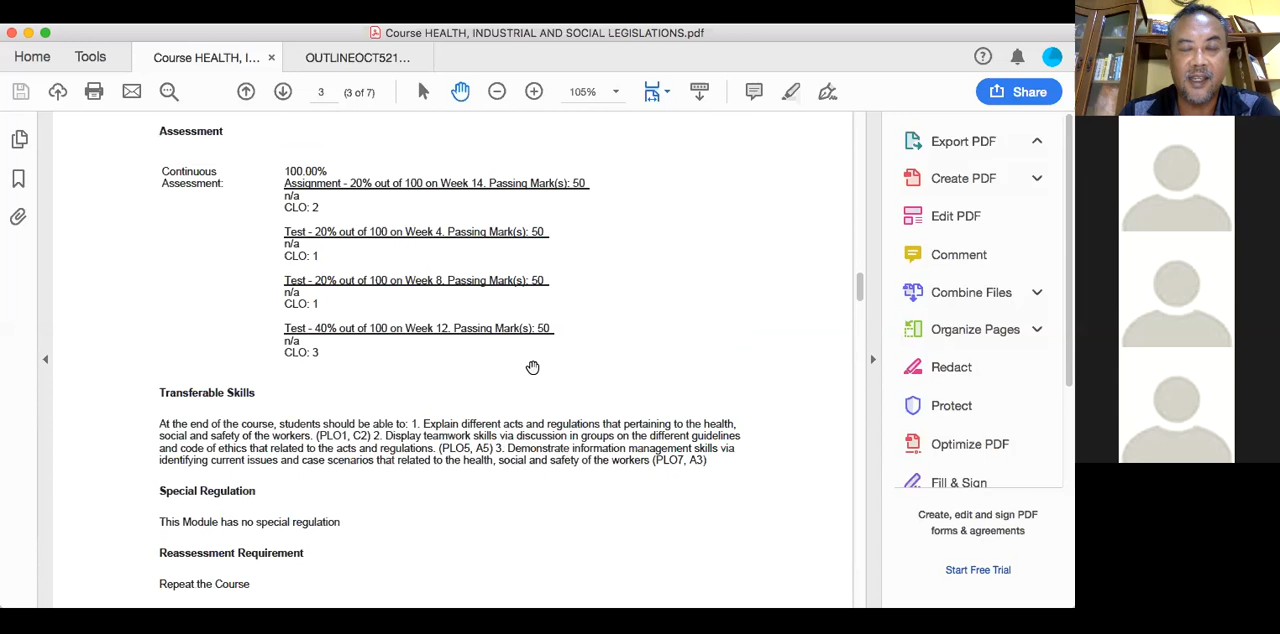 Course HEALTH, INDUSTRIAL AND SOCIAL LEGISLATIONS.pdf
Home
Tools
Course HEALTH, I... ×
OUTLINEOCT521...
3
(3 of 7)
105%
Share
Assessment
Continuous
Assessment:
100.00%
Assignment - 20% out of 100 on Week 14. Passing Mark(s): 50
n/a
CLO: 2
Test - 20% out of 100 on Week 4. Passing Mark(s): 50
n/a
CLO: 1
Test - 20% out of 100 on Week 8. Passing Mark(s): 50
n/a
CLO: 1
Test - 40% out of 100 on Week 12. Passing Mark(s): 50
n/a
CLO: 3
Transferable Skills
At the end of the course, students should be able to: 1. Explain different acts and regulations that pertaining to the health,
social and safety of the workers. (PLO1, C2) 2. Display teamwork skills via discussion in groups on the different guidelines
and code of ethics that related to the acts and regulations. (PLO5, A5) 3. Demonstrate information management skills via
identifying current issues and case scenarios that related to the health, social and safety of the workers (PLO7, A3)
Special Regulation
This Module has no special regulation
Reassessment Requirement
Repeat the Course
Export PDF
Create PDF
Edit PDF
Comment
Combine Files
Organize Pages
Redact
Protect
Optimize PDF
Fill & Sign
Create, edit and sign PDF
forms & agreements
Start Free Trial